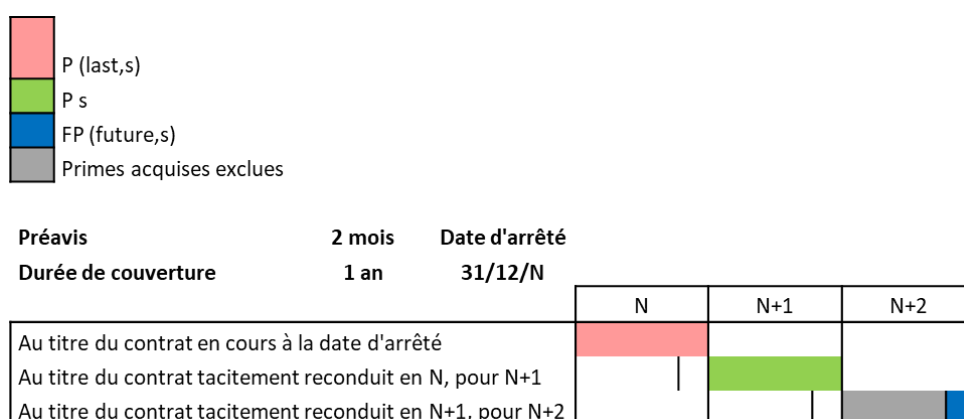 P (last,s)
P s
FP (future,s)
Primes acquises exclues
Préavis 2 mois Date d'arrêté
Durée de couverture 1 an 31/12/N
N N+1 N+2
Au titre du contrat en cours à la date d'arrêté
Au titre du contrat tacitement reconduit en N, pour N+1
Au titre du contrat tacitement reconduit en N+1, pour N+2